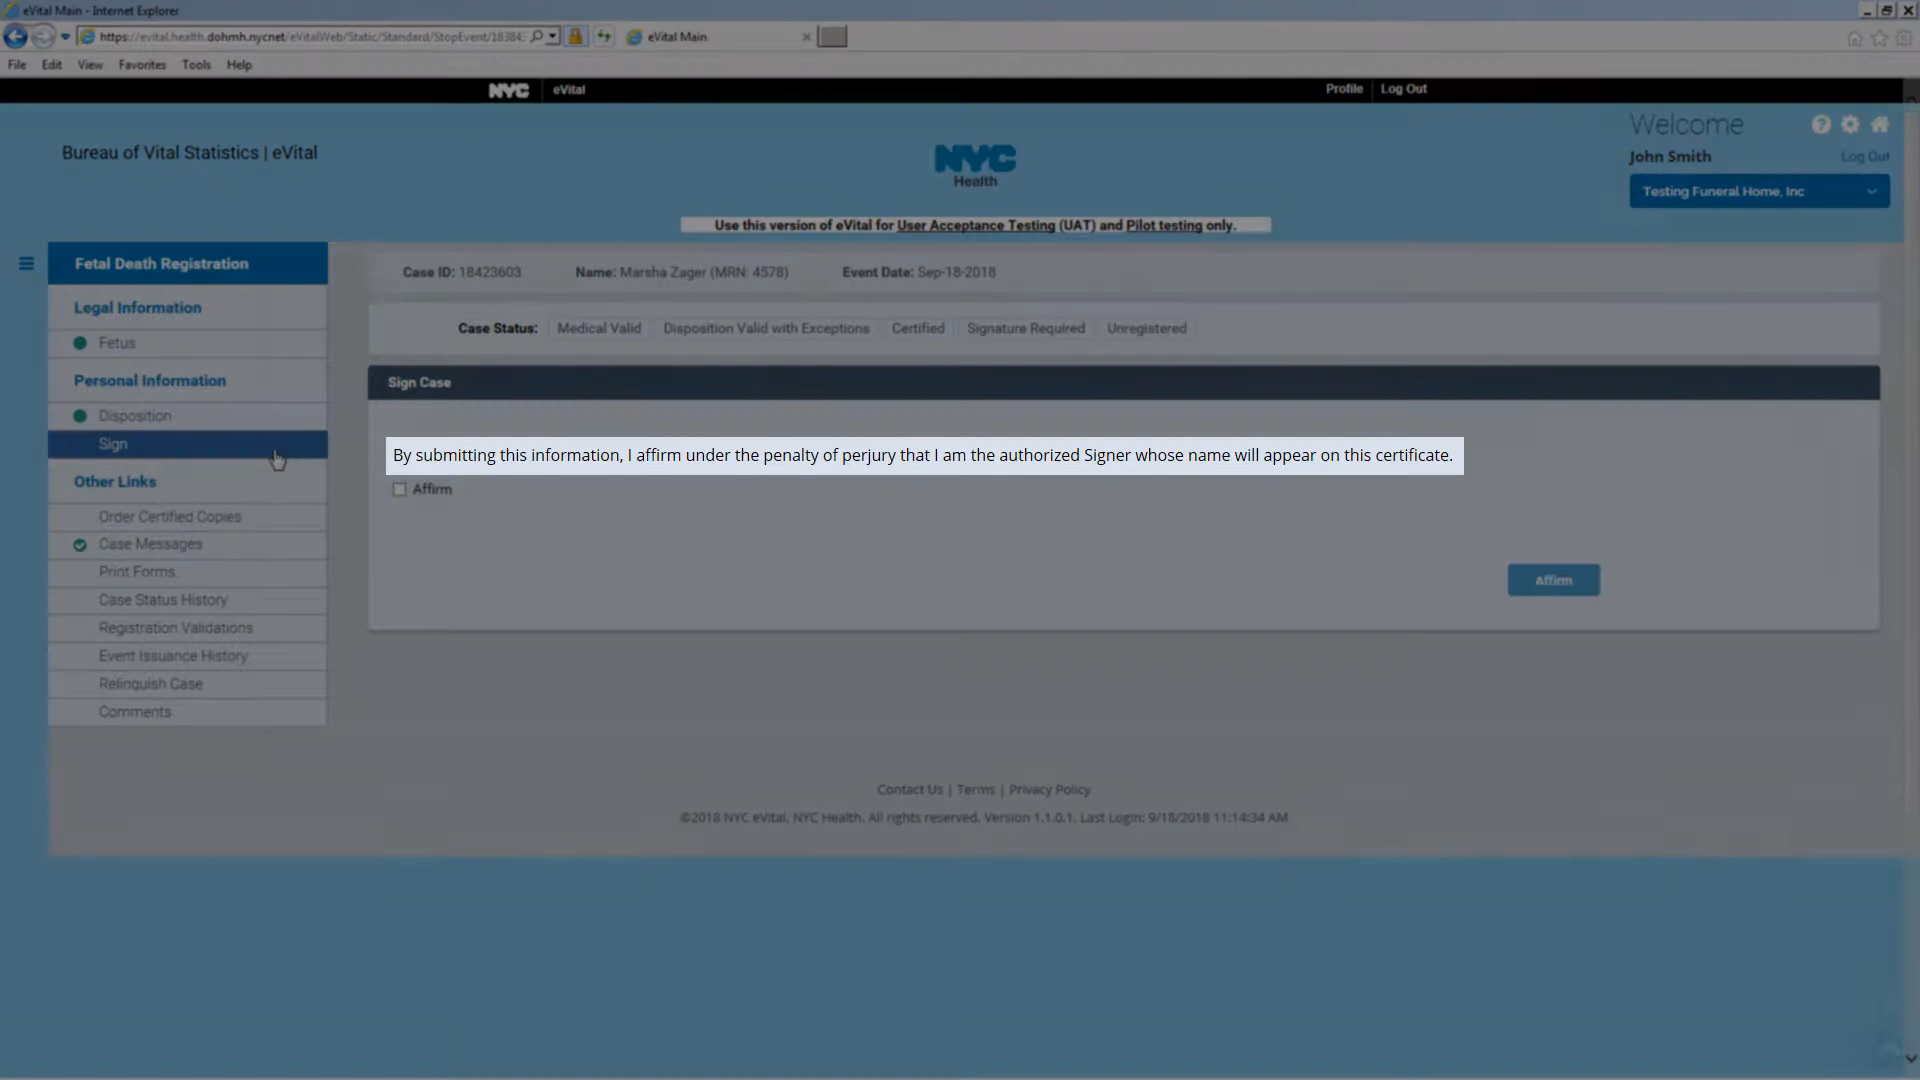 eVital Main - Internet Explorer
https://evital.health.dohmh.nycnet/eVitalWeb/Static/Standard/StopEvent/18384
eVital Main
File Edit View Favorites Tools Help
NYC eVital Profile Log Out
Bureau of Vital Statistics | eVital
NYC
Health
Welcome
John Smith Log Out
Testing Funeral Home, Inc
Use this version of eVital for User Acceptance Testing (UAT) and Pilot testing only.
Fetal Death Registration
Legal Information
Fetus
Personal Information
Disposition
Sign
Other Links
Order Certified Copies
Case Messages
Print Forms
Case Status History
Registration Validations
Event Issuance History
Relinquish Case
Comments
Case ID: 18423603 Name: Marsha Zager (MRN: 4578) Event Date: Sep-18-2018
Case Status: Medical Valid Disposition Valid with Exceptions Certified Signature Required Unregistered
Sign Case
By submitting this information, I affirm under the penalty of perjury that I am the authorized Signer whose name will appear on this certificate.
Affirm
Affirm
Contact Us | Terms | Privacy Policy
©2018 NYC eVital. NYC Health. All rights reserved. Version 1.1.0.1. Last Login: 9/18/2018 11:14:34 AM